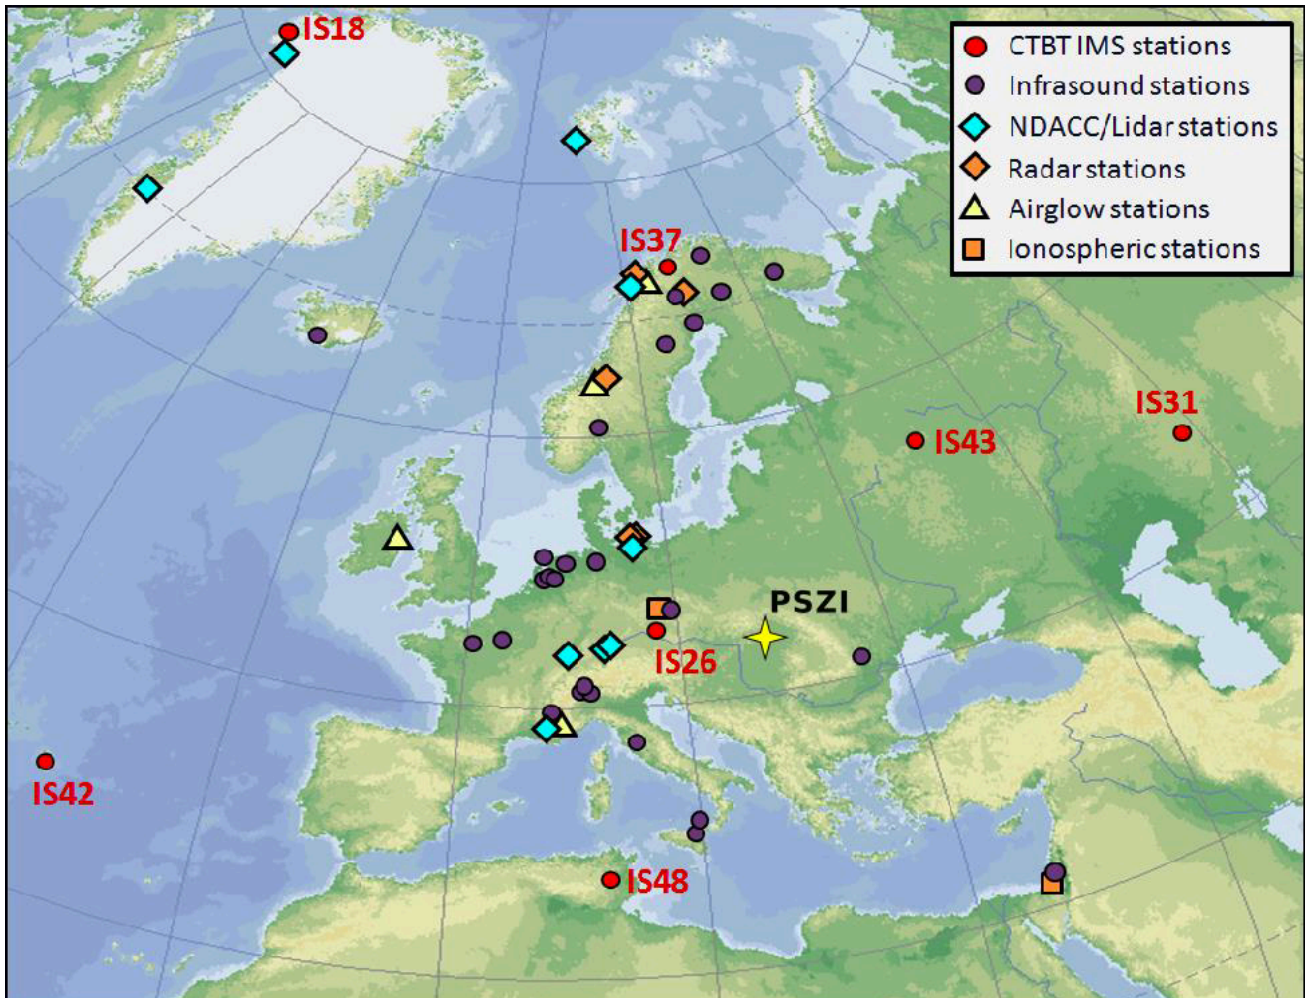 IS18
CTBT IMS stations
Infrasound stations
NDACC/Lidar stations
Radar stations
Airglow stations
Ionospheric stations
IS37
IS31
IS43
PSZI
IS26
IS42
IS48